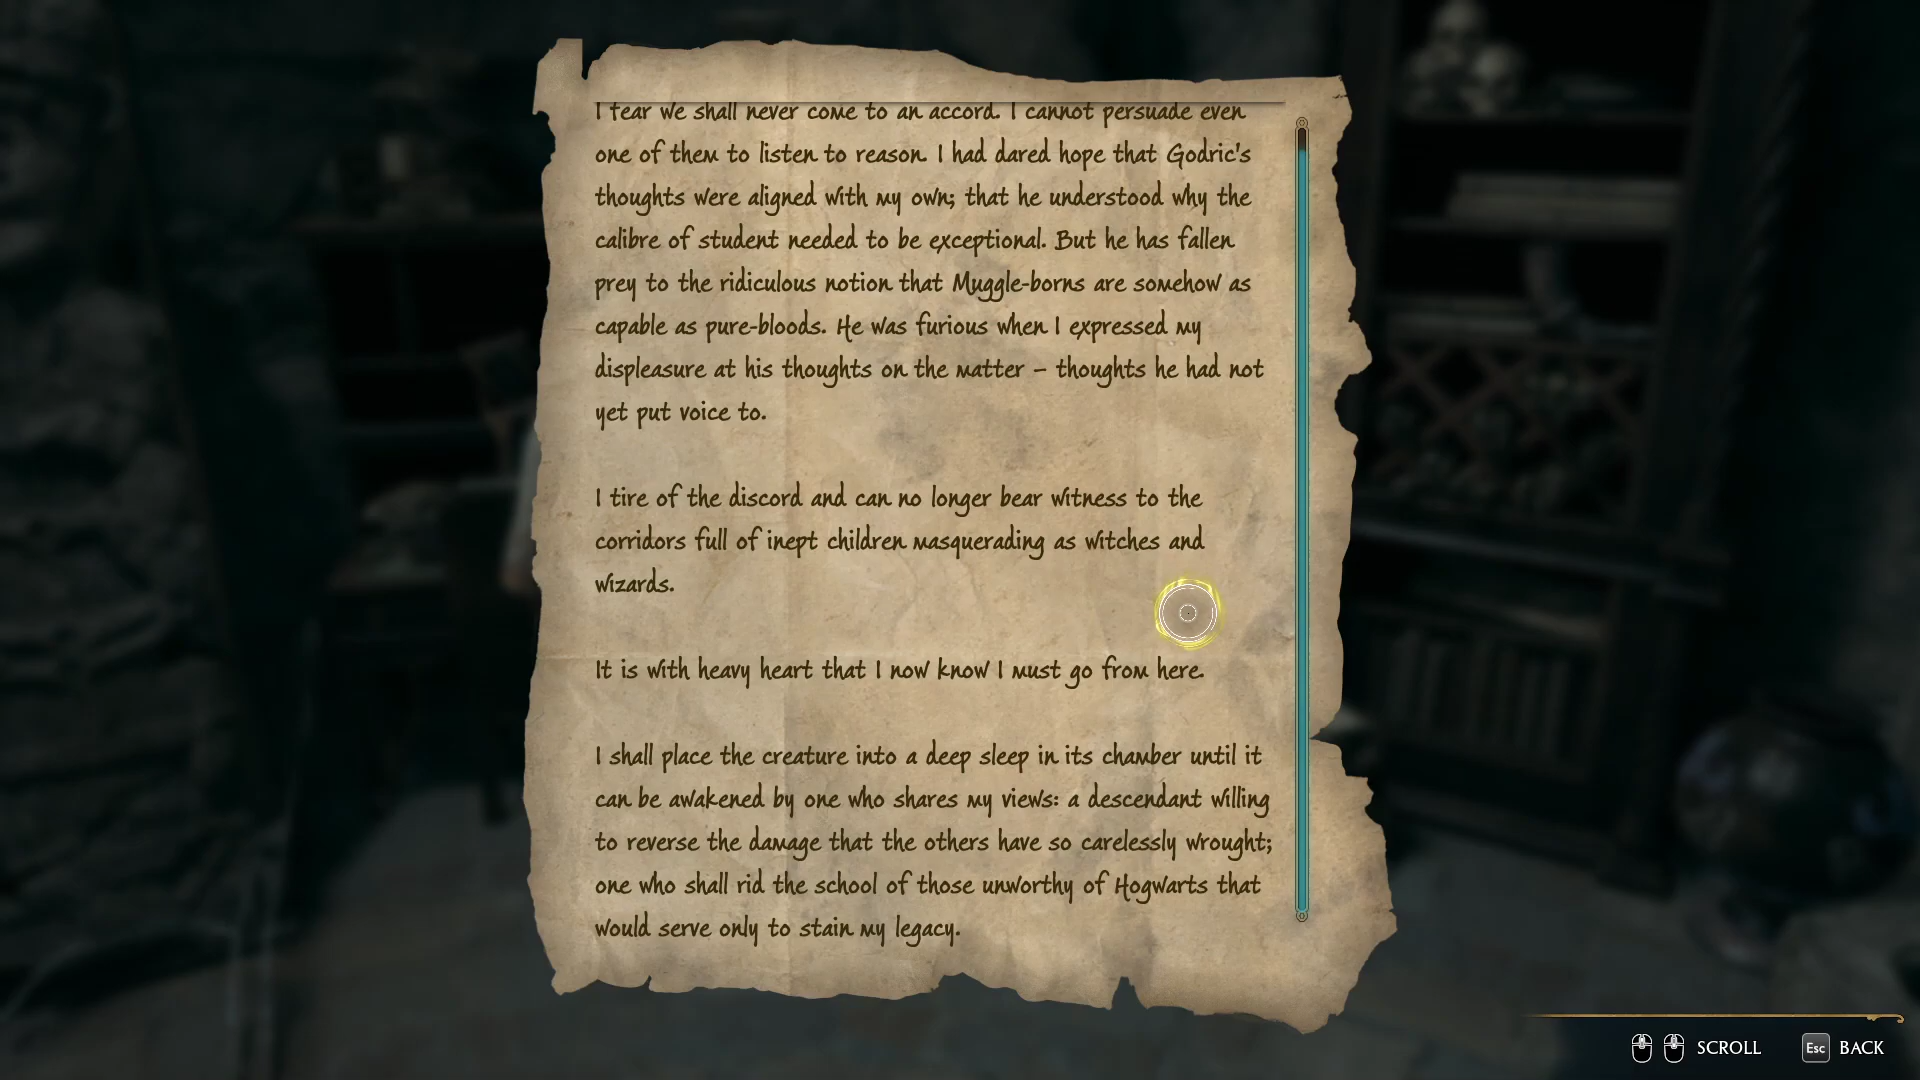 I fear we shall never come to an accord. I cannot persuade even
one of them to listen to reason. I had dared hope that Godric's
thoughts were aligned with my own; that he understood why the
calibre of student needed to be exceptional. But he has fallen
prey to the ridiculous notion that Muggle-borns are somehow as
capable as pure-bloods. He was furious when I expressed my
displeasure at his thoughts on the matter – thoughts he had not
yet put voice to.
I tire of the discord and can no longer bear witness to the
corridors full of inept children masquerading as witches and
wizards.
It is with heavy heart that I now know I must go from here.
I shall place the creature into a deep sleep in its chamber until it
can be awakened by one who shares my views: a descendant willing
to reverse the damage that the others have so carelessly wrought;
one who shall rid the school of those unworthy of Hogwarts that
would serve only to stain my legacy.
SCROLL Esc BACK